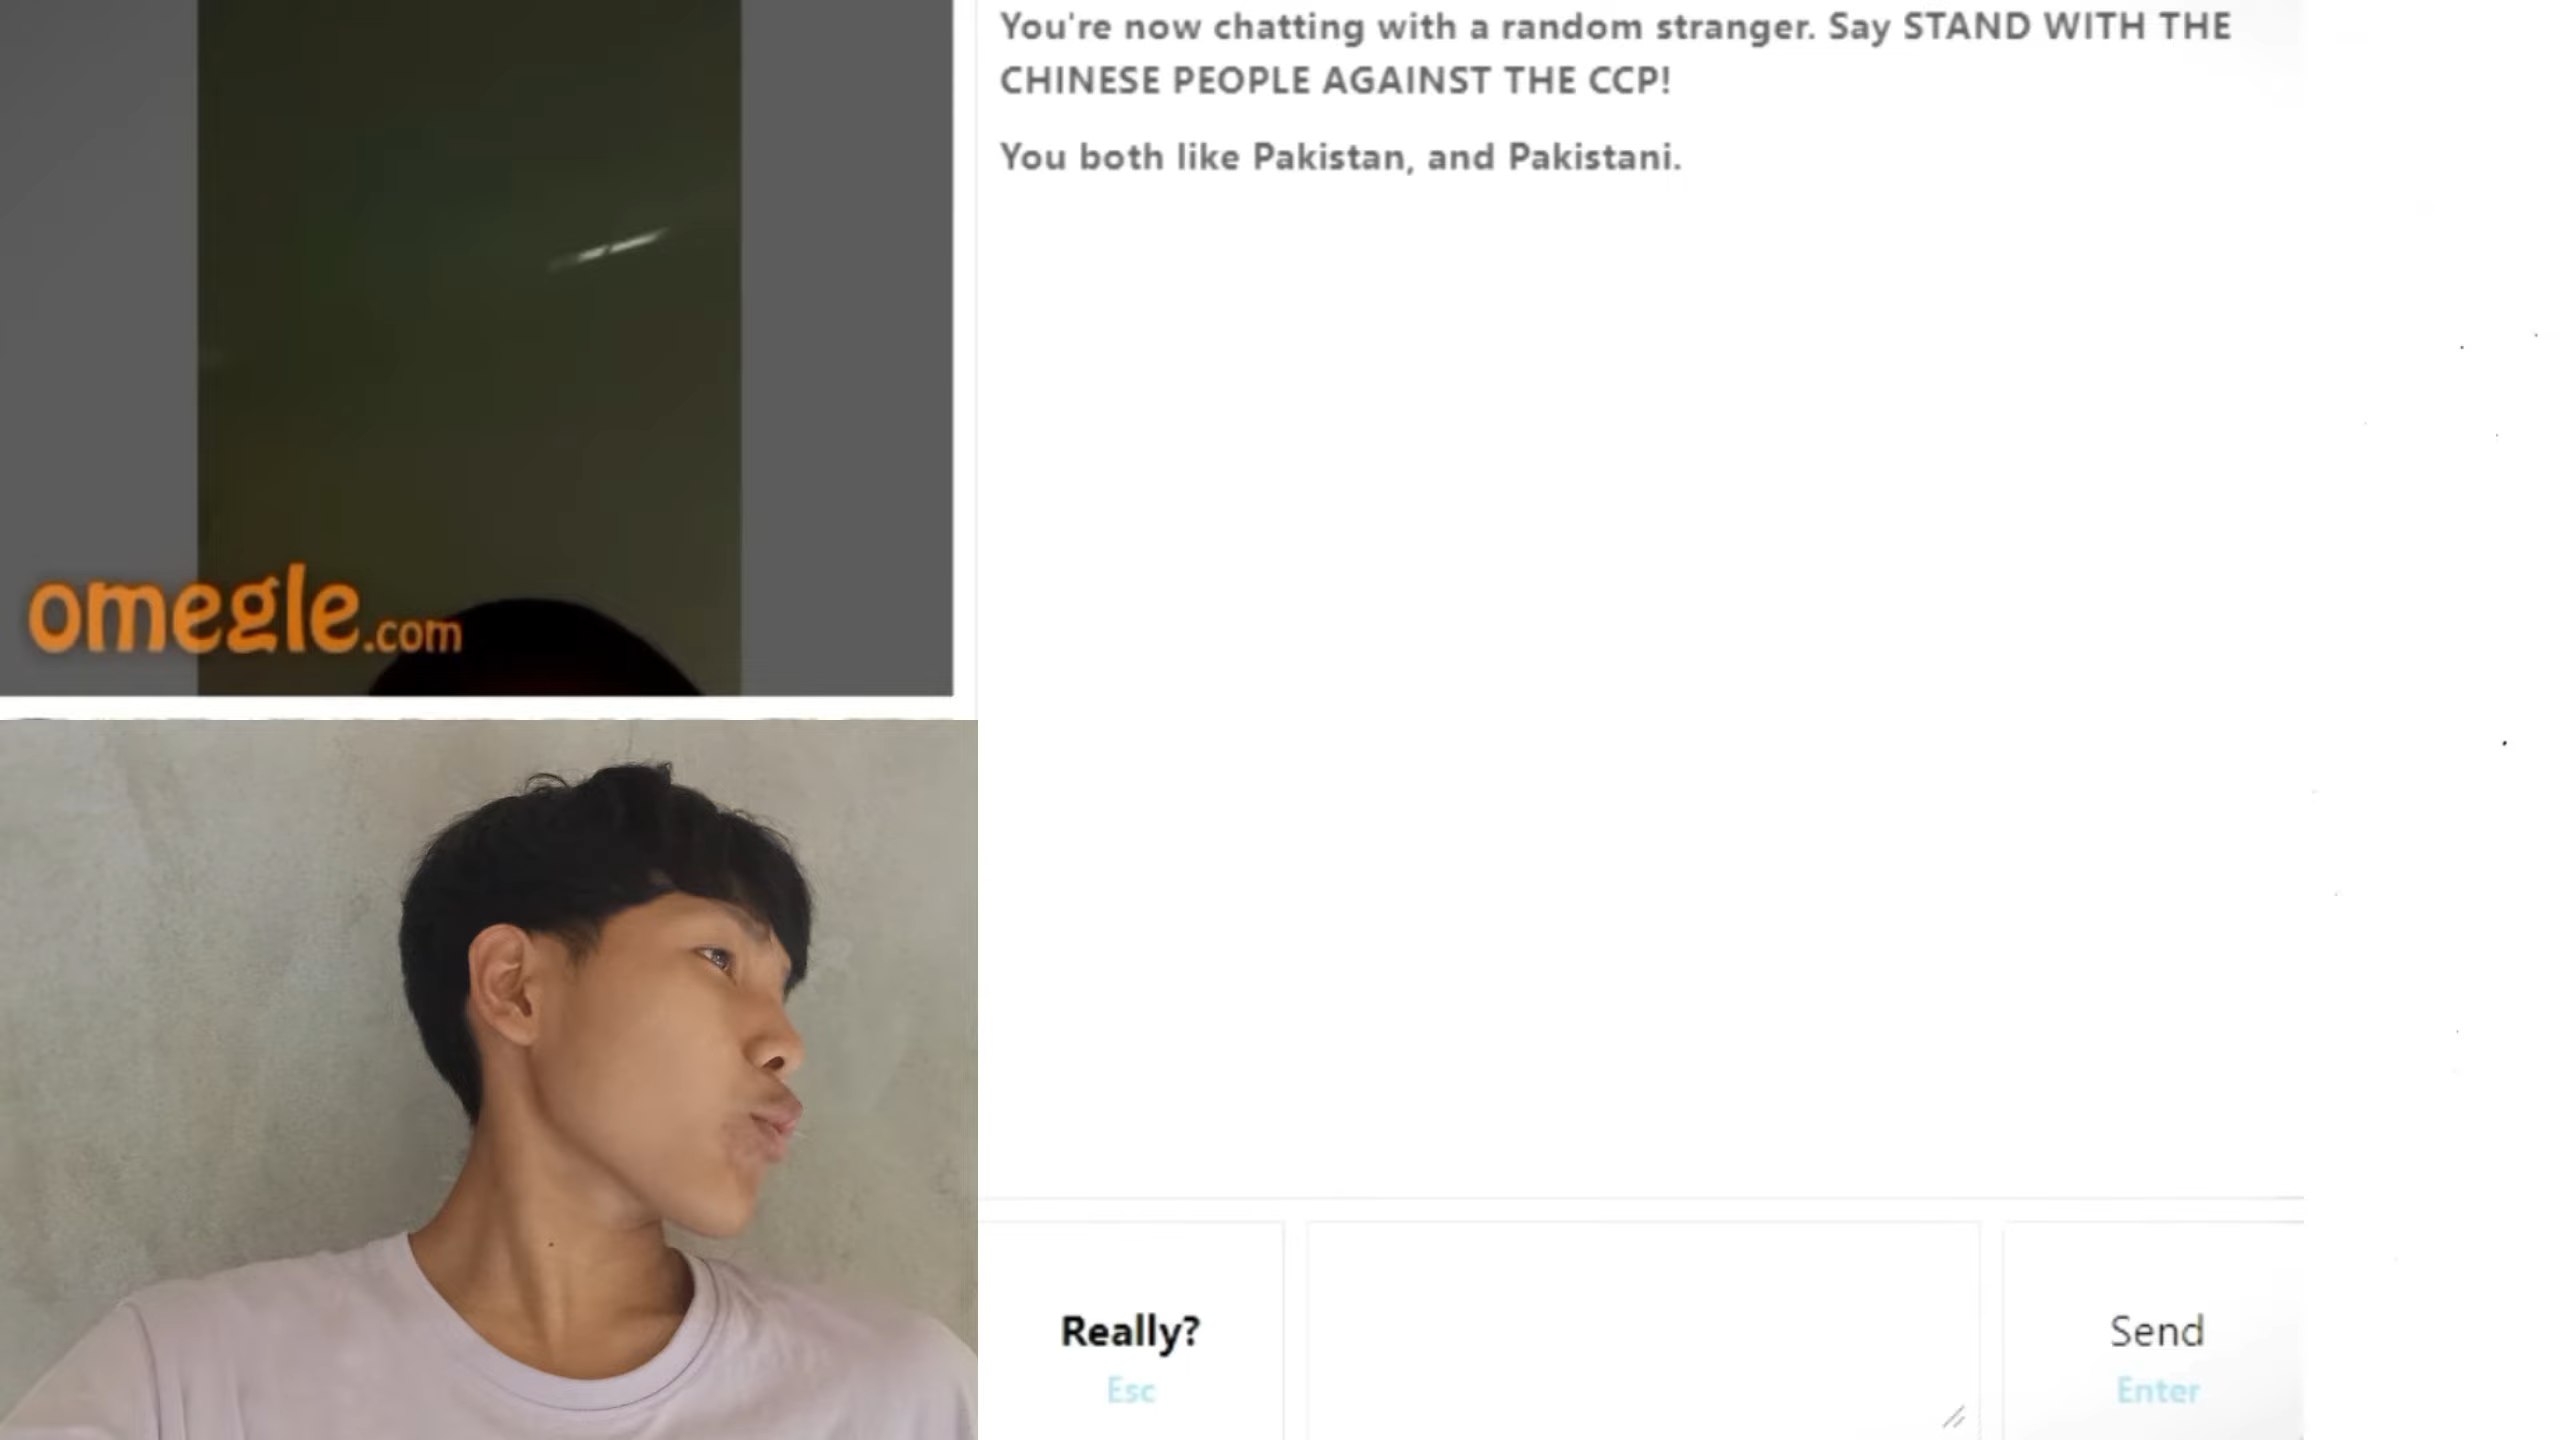 You're now chatting with a random stranger. Say STAND WITH THE
CHINESE PEOPLE AGAINST THE CCP!
You both like Pakistan, and Pakistani.
omegle.com
Really?
Esc
Send
Enter